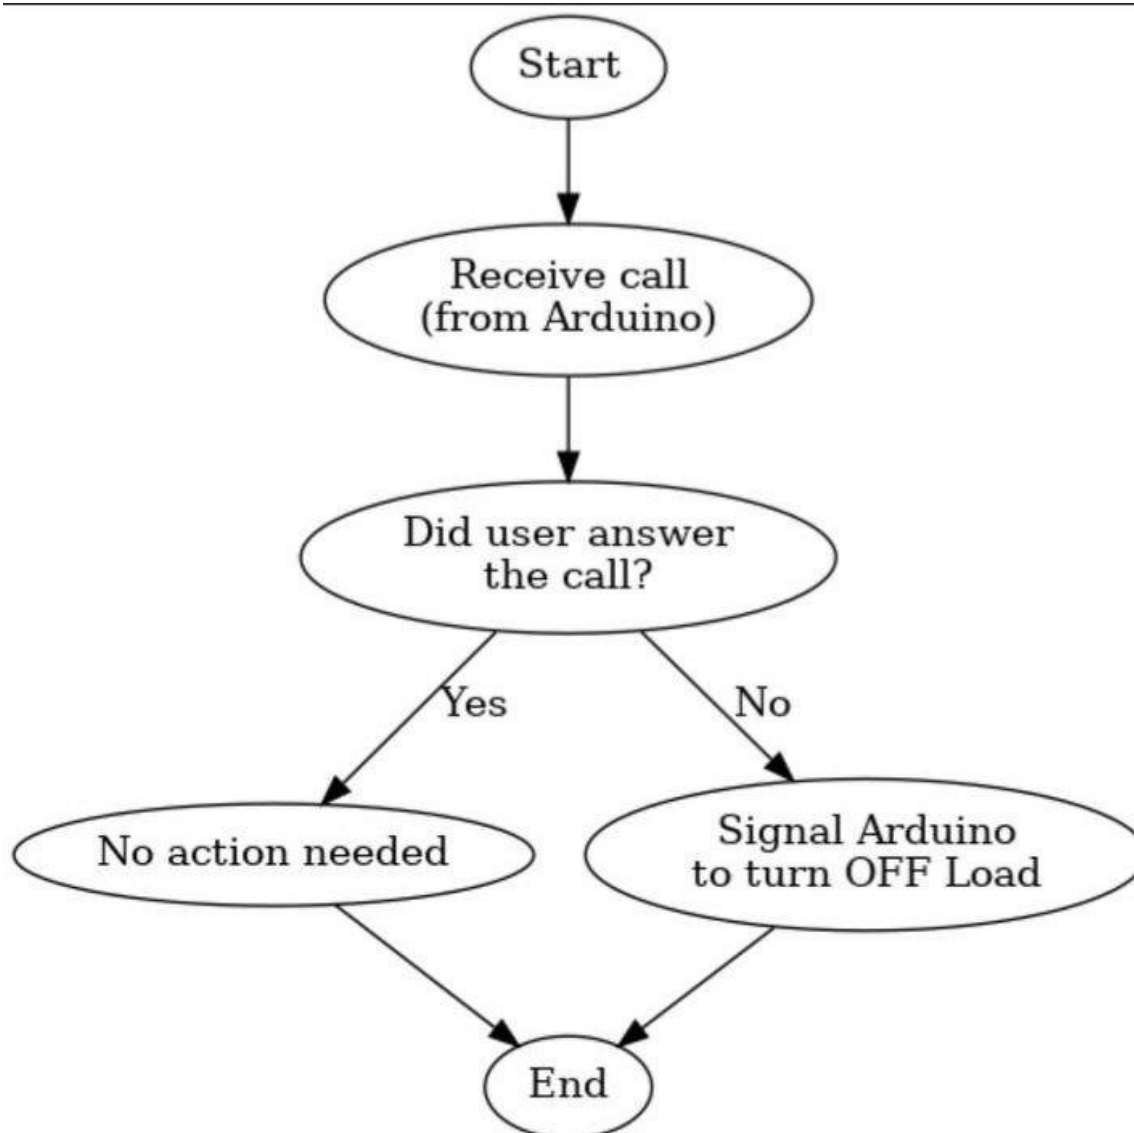 Start
Receive call
(from Arduino)
Did user answer
the call?
Yes
No
No action needed
Signal Arduino
to turn OFF Load
End